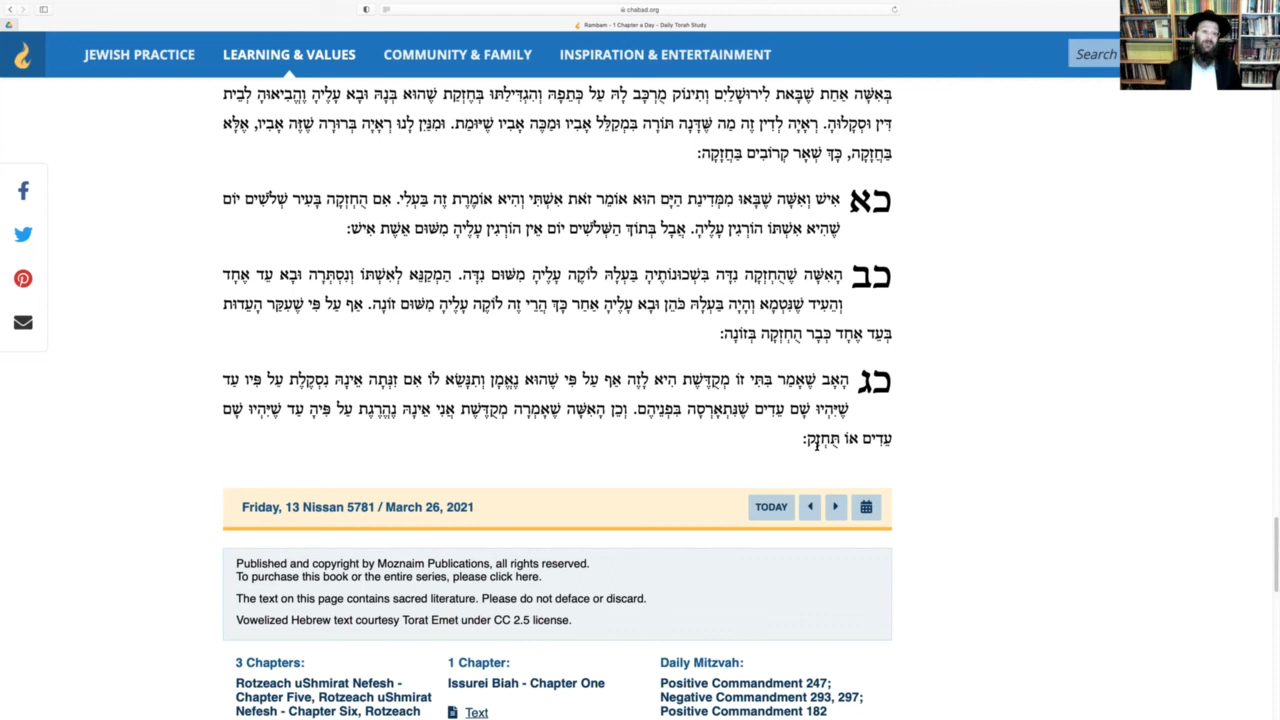 chabad.org
Rambam - 1 Chapter a Day - Daily Torah Study
JEWISH PRACTICE LEARNING & VALUES COMMUNITY & FAMILY INSPIRATION & ENTERTAINMENT Search
בְּאִשָּׁה אַחַת שֶׁבָּאת לִירוּשָׁלַיִם וְתִינוֹק מֻרְכָּב לָהּ עַל כְּתֵפָהּ וְהִגְדִּילַתּוּ בְּחֶזְקַת שֶׁהוּא בְּנָהּ וּבָא עָלֶיהָ וֶהֱבִיאוּהָ לְבֵית
דִּין וּסְקָלוּהָ. רְאָיָה לְדִין זֶה מַה שֶּׁדָּנָה תּוֹרָה בִּמְקַלֵּל אָבִיו וּמַכֶּה אָבִיו שֶׁיּוּמַת. וּמִנַּיִן לָנוּ רְאָיָה בְּרוּרָה שֶׁזֶּה אָבִיו, אֶלָּא
בַּחֲזָקָה, כָּךְ שְׁאָר קְרוֹבִים בַּחֲזָקָה:
כא אִישׁ וְאִשָּׁה שֶׁבָּאוּ מִמְּדִינַת הַיָּם הוּא אוֹמֵר זֹאת אִשְׁתִּי וְהִיא אוֹמֶרֶת זֶה בַּעְלִי. אִם הֻחְזְקָה בָּעִיר שְׁלֹשִׁים יוֹם
שֶׁהִיא אִשְׁתּוֹ הוֹרְגִין עָלֶיהָ. אֲבָל בְּתוֹךְ הַשְּׁלֹשִׁים יוֹם אֵין הוֹרְגִין עָלֶיהָ מִשּׁוּם אֵשֶׁת אִישׁ:
כב הָאִשָּׁה שֶׁהֻחְזְקָה נִדָּה בִּשְׁכוּנוֹתֶיהָ בַּעְלָהּ לוֹקֶה עָלֶיהָ מִשּׁוּם נִדָּה. הַמְקַנֵּא לְאִשְׁתּוֹ וְנִסְתְּרָה וּבָא עֵד אֶחָד
וְהֵעִיד שֶׁנִּטְמְאָ וְהָיָה בַּעְלָהּ כֹּהֵן וּבָא עָלֶיהָ אַחַר כָּךְ הֲרֵי זֶה לוֹקֶה עָלֶיהָ מִשּׁוּם זוֹנָה. אַף עַל פִּי שֶׁעִקַּר הָעֵדוּת
בְּעֵד אֶחָד כְּבָר הֻחְזְקָה בְּזוֹנָה:
כג הָאָב שֶׁאָמַר בִּתִּי זוֹ מְקֻדֶּשֶׁת הִיא לָזֶה אַף עַל פִּי שֶׁהוּא נֶאֱמָן וְתִנָּשֵׂא לוֹ אִם זִנְּתָה אֵינָהּ נִסְקֶלֶת עַל פִּיו עַד
שֶׁיִּהְיוּ שָׁם עֵדִים שֶׁנִּתְאָרְסָה בִּפְנֵיהֶם. וְכֵן הָאִשָּׁה שֶׁאָמְרָה מְקֻדֶּשֶׁת אֲנִי אֵינָהּ נֶהֱרֶגֶת עַל פִּיהָ עַד שֶׁיִּהְיוּ שָׁם
עֵדִים אוֹ תֻּחְזַק:
Friday, 13 Nissan 5781 / March 26, 2021 TODAY
Published and copyright by Moznaim Publications, all rights reserved.
To purchase this book or the entire series, please click here.
The text on this page contains sacred literature. Please do not deface or discard.
Vowelized Hebrew text courtesy Torat Emet under CC 2.5 license.
3 Chapters: 1 Chapter: Daily Mitzvah:
Rotzeach uShmirat Nefesh - Issurei Biah - Chapter One Positive Commandment 247;
Chapter Five, Rotzeach uShmirat Negative Commandment 293, 297;
Nefesh - Chapter Six, Rotzeach Text Positive Commandment 182